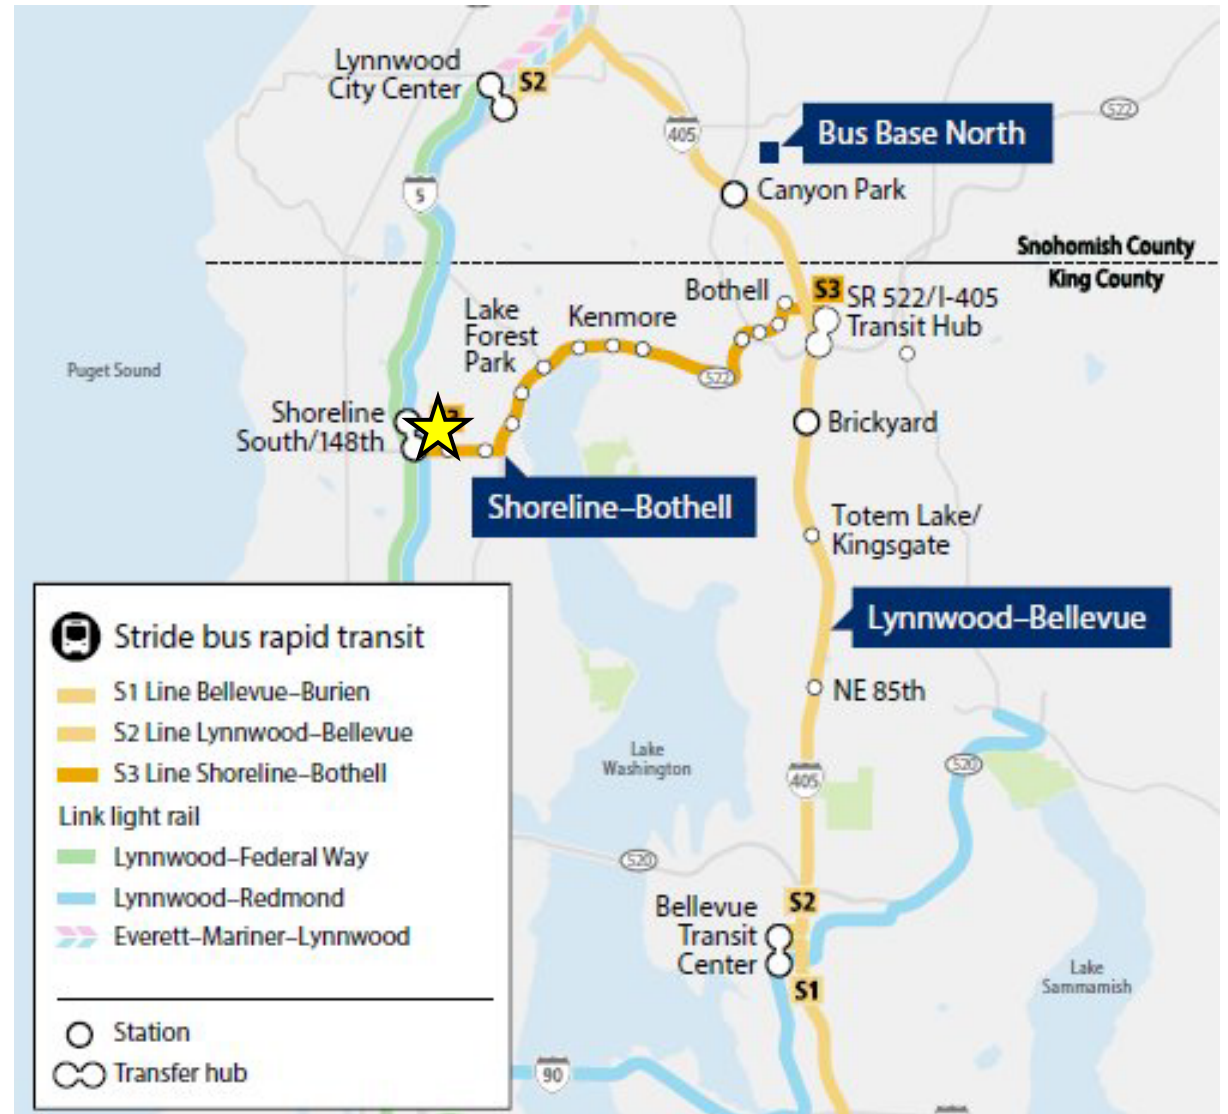 Lynnwood
City Center
S2
405
522
Bus Base North
Canyon Park
5
Snohomish County
King County
Bothell
S3
SR 522/I-405
Transit Hub
Lake
Forest
Park
Kenmore
522
Puget Sound
Shoreline
South/148th
Brickyard
Shoreline–Bothell
Totem Lake/
Kingsgate
Lynnwood–Bellevue
NE 85th
Stride bus rapid transit
S1 Line Bellevue–Burien
S2 Line Lynnwood–Bellevue
S3 Line Shoreline–Bothell
Link light rail
Lynnwood–Federal Way
Lynnwood–Redmond
Everett–Mariner–Lynnwood
Station
Transfer hub
Lake
Washington
520
405
520
S2
Bellevue
Transit
Center
S1
Lake
Sammamish
90